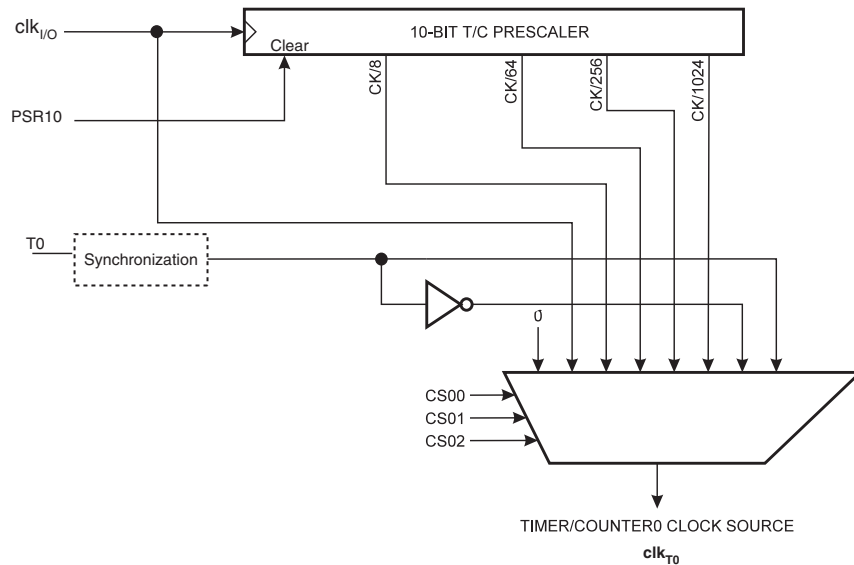 clkI/O
10-BIT T/C PRESCALER
Clear
CK/8
CK/64
CK/256
CK/1024
PSR10
T0
Synchronization
0
CS00
CS01
CS02
TIMER/COUNTER0 CLOCK SOURCE
clkT0